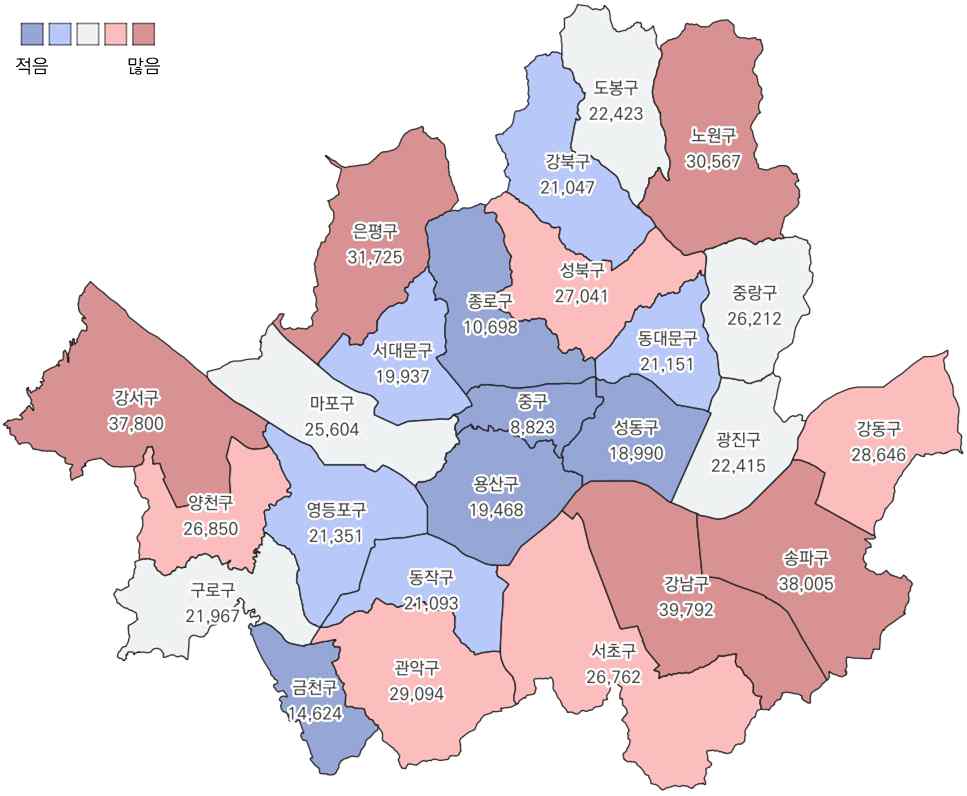 적음 많음
도봉구
22,423
노원구
30,567
강북구
21,047
은평구
31,725
성북구
27,041
종로구
10,698
중랑구
26,212
동대문구
21,151
서대문구
19,937
강서구
37,800
마포구
25,604
중구
8,823
성동구
18,990
광진구
22,415
강동구
28,646
양천구
26,850
영등포구
21,351
용산구
19,468
구로구
21,967
동작구
21,093
강남구
39,792
송파구
38,005
서초구
26,762
관악구
29,094
금천구
14,624